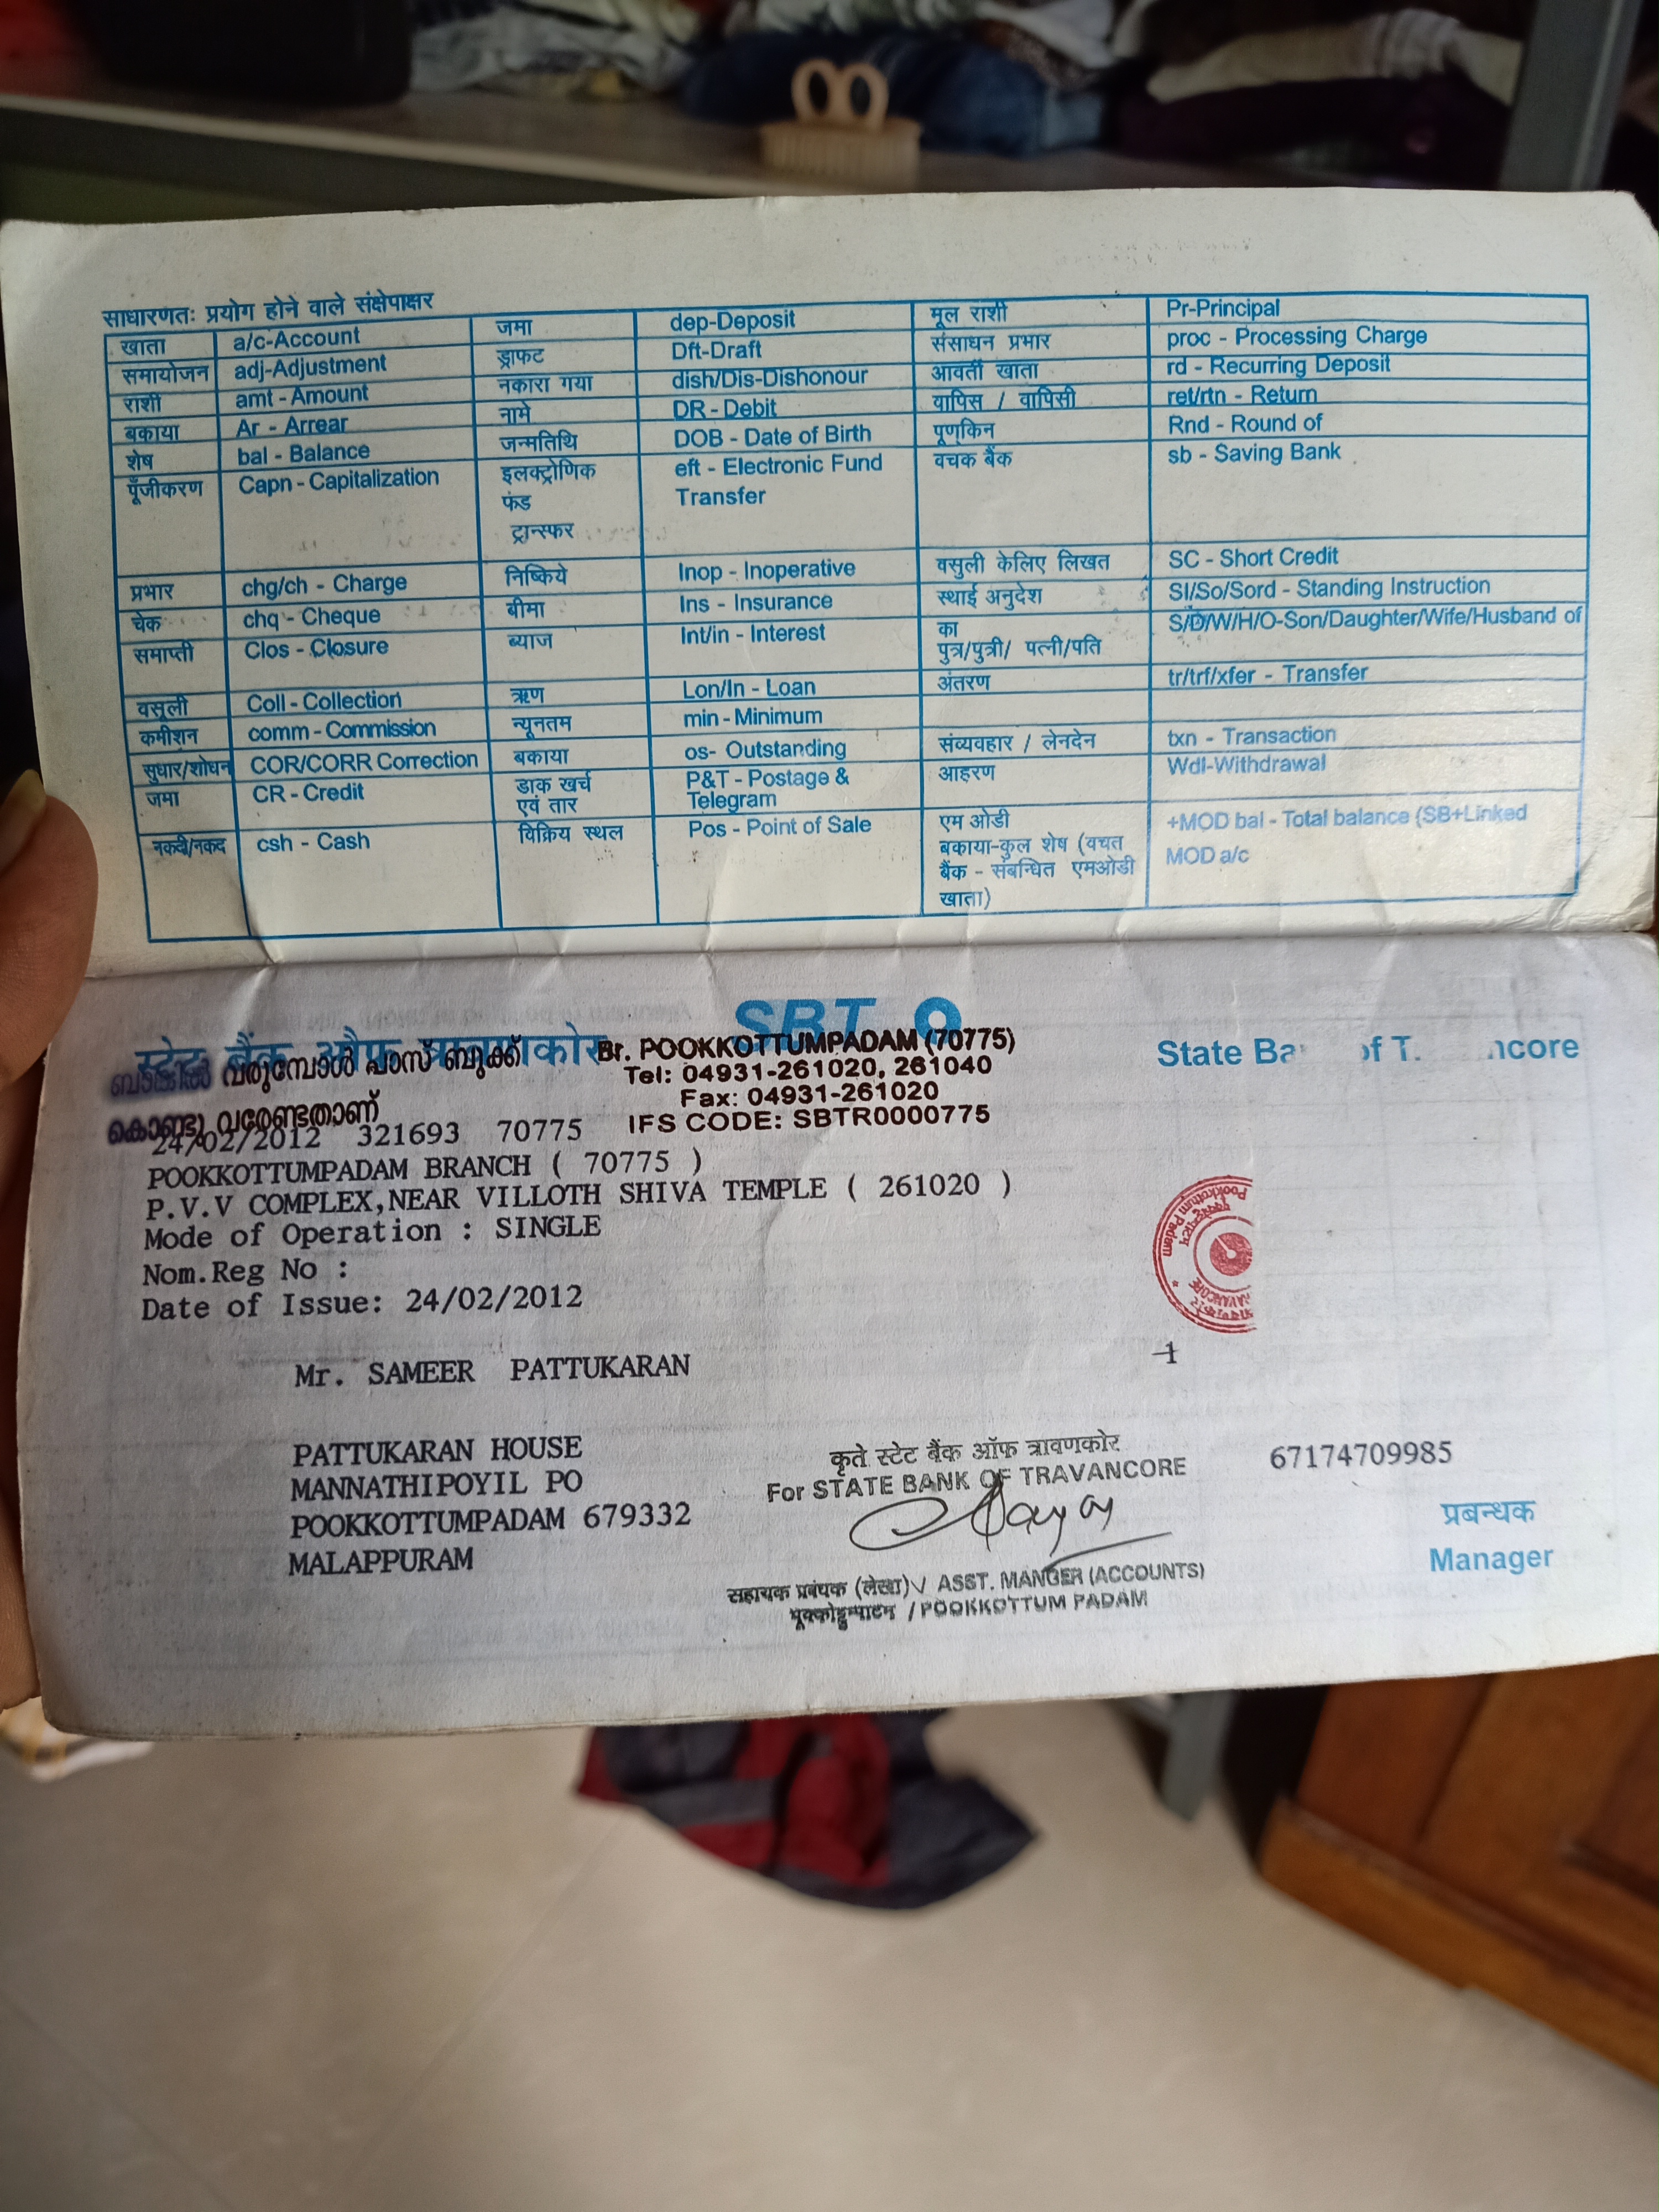 साधारणतः प्रयोग होने वाले संक्षेपाक्षर
खाता a/c-Account जमा dep-Deposit मूल राशी Pr-Principal
समायोजन adj-Adjustment ड्राफट Dft-Draft संसाधन प्रभार proc - Processing Charge
राशी amt - Amount नकारा गया dish/Dis-Dishonour आवर्ती खाता rd - Recurring Deposit
बकाया Ar - Arrear नामे DR - Debit वापिस / वापिसी ret/rtn - Return
शेष bal - Balance जन्मतिथि DOB - Date of Birth पूणकिन Rnd - Round of
पूँजीकरण Capn - Capitalization इलक्ट्रोणिक eft - Electronic Fund वचक बैंक sb - Saving Bank
फंड Transfer
ट्रान्स्फर
प्रभार chg/ch - Charge निष्किये Inop - Inoperative वसुली केलिए लिखत SC - Short Credit
चेक chq - Cheque बीमा Ins - Insurance स्थाई अनुदेश SI/So/Sord - Standing Instruction
समाप्ती Clos - Closure ब्याज Int/in - Interest का S/D/W/H/O-Son/Daughter/Wife/Husband of
पुत्र/पुत्री/ पत्नी/पति
वसूली Coll - Collection ऋण Lon/ln - Loan अंतरण tr/trf/xfer - Transfer
कमीशन comm - Commission न्यूनतम min - Minimum
सुधार/शोधन COR/CORR Correction बकाया os- Outstanding संव्यवहार / लेनदेन txn - Transaction
जमा CR - Credit डाक खर्च P&T - Postage & आहरण Wdl-Withdrawal
एवं तार Telegram
नकदी/नकद csh - Cash विक्रिय स्थल Pos - Point of Sale एम ओडी +MOD bal - Total balance (SB+Linked
बकाया-कुल शेष (वचत MOD a/c
बैंक - संबन्धित एमओडी
खाता)
SBT
स्टेट बैंक ऑफ त्रावणकोर State Ba of T. ncore
ബാങ്കിൽ വരുമ്പോൾ പാസ് ബുക്ക്
കൊണ്ടു വരേണ്ടതാണ്
Br. POOKKOTTUMPADAM (70775)
Tel: 04931-261020, 261040
Fax: 04931-261020
IFS CODE: SBTR0000775
24/02/2012 321693 70775
POOKKOTTUMPADAM BRANCH ( 70775 )
P.V.V COMPLEX,NEAR VILLOTH SHIVA TEMPLE ( 261020 )
Mode of Operation : SINGLE
Nom.Reg No :
Date of Issue: 24/02/2012
Pookkottum Padam
1
Mr. SAMEER PATTUKARAN
PATTUKARAN HOUSE
MANNATHIPOYIL PO
POOKKOTTUMPADAM 679332
MALAPPURAM
कृते स्टेट बैंक ऑफ त्रावणकोर
For STATE BANK OF TRAVANCORE
67174709985
सहायक प्रबंधक (लेखा) / ASST. MANGER (ACCOUNTS)
पूक्कोट्टुम्पाटम / POOKKOTTUM PADAM
प्रबन्धक
Manager